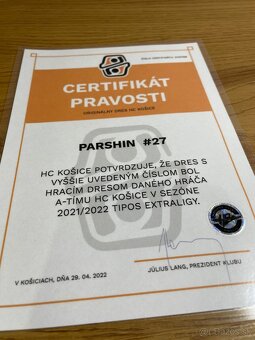 CERTIFIKÁT
PRAVOSTI
ORIGINÁLNY DRES HC KOŠICE
PARSHIN #27
HC KOŠICE POTVRDZUJE, ŽE DRES S
VYŠŠIE UVEDENÝM ČÍSLOM BOL
HRACÍM DRESOM DANÉHO HRÁČA
A-TÍMU HC KOŠICE V SEZÓNE
2021/2022 TIPOS EXTRALIGY.
V KOŠICIACH, DŇA 29. 04. 2022
JÚLIUS LANG, PREZIDENT KLUBU